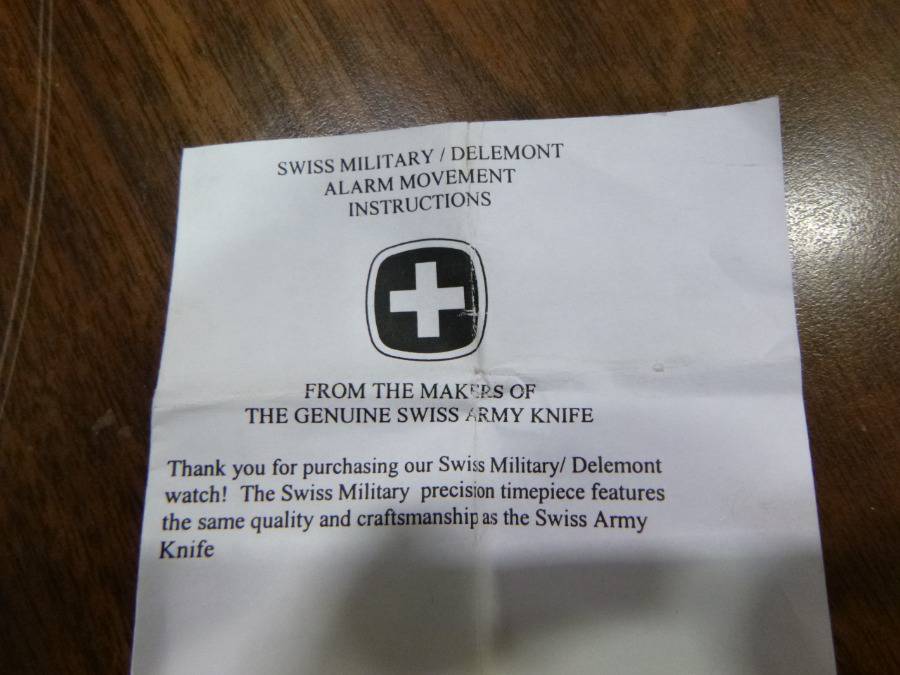 SWISS MILITARY / DELEMONT
ALARM MOVEMENT
INSTRUCTIONS
FROM THE MAKERS OF
THE GENUINE SWISS ARMY KNIFE
Thank you for purchasing our Swiss Military/ Delemont
watch!  The Swiss Military  precision timepiece features
the same quality and craftsmanship as the Swiss Army
Knife